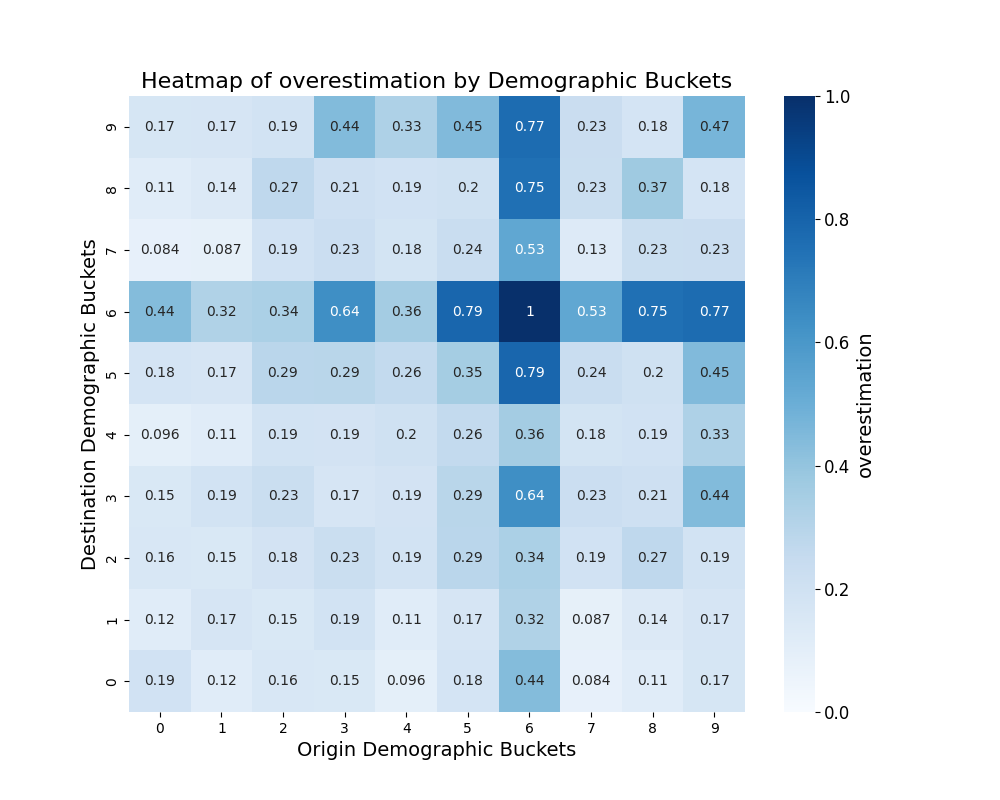 Heatmap of overestimation by Demographic Buckets
9 0.17 0.17 0.19 0.44 0.33 0.45 0.77 0.23 0.18 0.47
8 0.11 0.14 0.27 0.21 0.19 0.2 0.75 0.23 0.37 0.18
7 0.084 0.087 0.19 0.23 0.18 0.24 0.53 0.13 0.23 0.23
6 0.44 0.32 0.34 0.64 0.36 0.79 1 0.53 0.75 0.77
5 0.18 0.17 0.29 0.29 0.26 0.35 0.79 0.24 0.2 0.45
4 0.096 0.11 0.19 0.19 0.2 0.26 0.36 0.18 0.19 0.33
3 0.15 0.19 0.23 0.17 0.19 0.29 0.64 0.23 0.21 0.44
2 0.16 0.15 0.18 0.23 0.19 0.29 0.34 0.19 0.27 0.19
1 0.12 0.17 0.15 0.19 0.11 0.17 0.32 0.087 0.14 0.17
0 0.19 0.12 0.16 0.15 0.096 0.18 0.44 0.084 0.11 0.17
0 1 2 3 4 5 6 7 8 9
Origin Demographic Buckets
Destination Demographic Buckets
1.0
0.8
0.6
0.4
0.2
0.0
overestimation